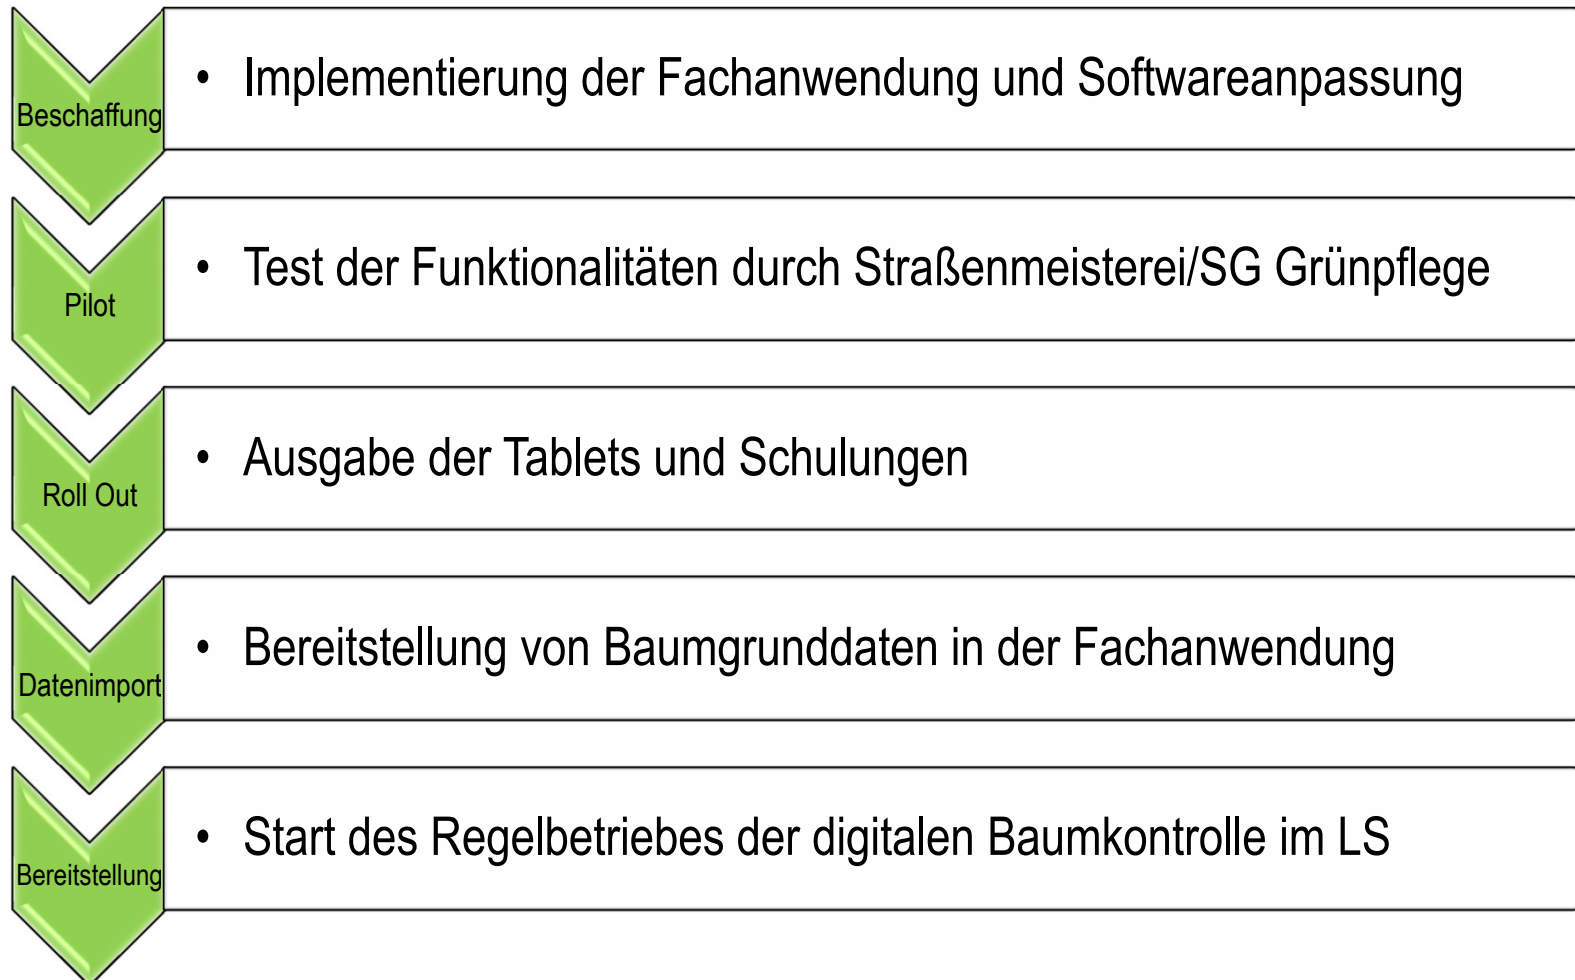 Beschaffung
• Implementierung der Fachanwendung und Softwareanpassung
Pilot
• Test der Funktionalitäten durch Straßenmeisterei/SG Grünpflege
Roll Out
• Ausgabe der Tablets und Schulungen
Datenimport
• Bereitstellung von Baumgrunddaten in der Fachanwendung
Bereitstellung
• Start des Regelbetriebes der digitalen Baumkontrolle im LS